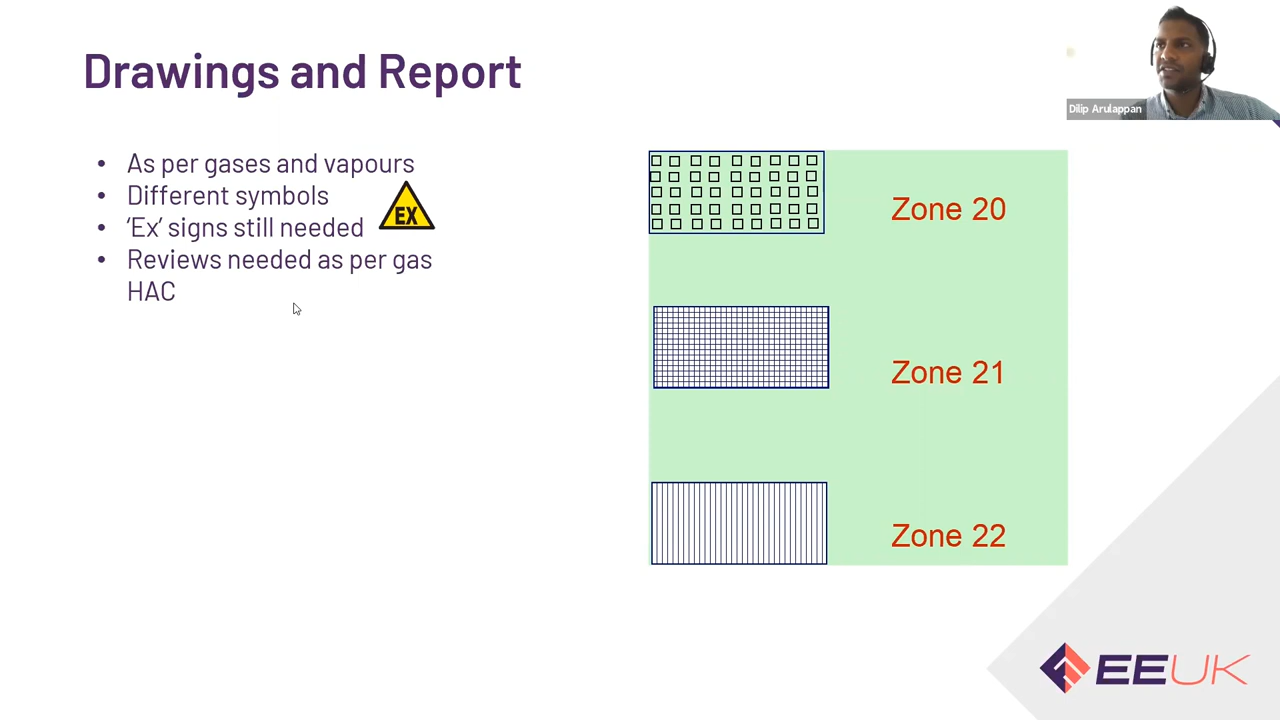 Drawings and Report
Dilip Arulappan
• As per gases and vapours
• Different symbols
• ‘Ex’ signs still needed
EX
• Reviews needed as per gas
HAC
Zone 20
Zone 21
Zone 22
EEUK